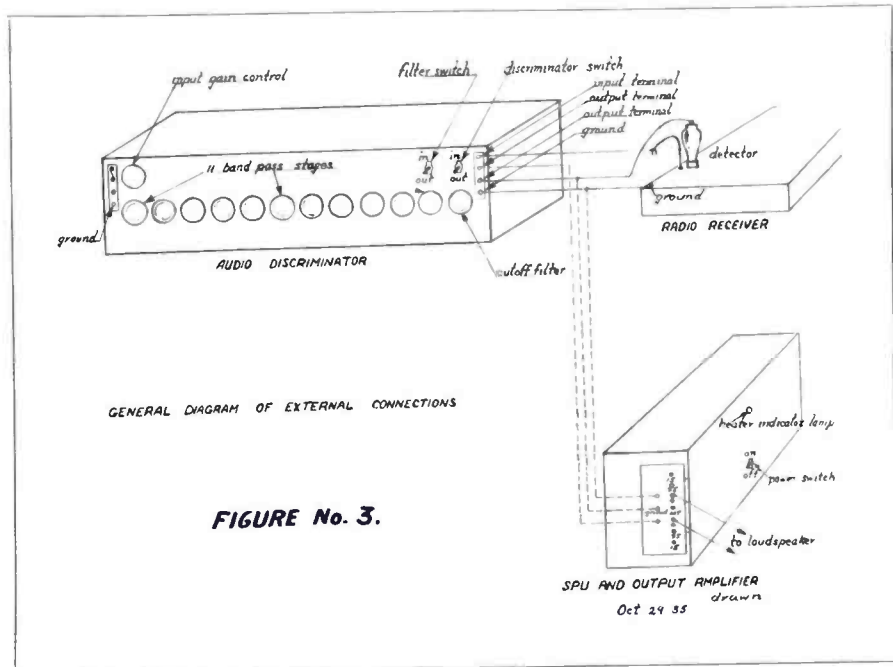 input gain control
filter switch
discriminator switch
input terminal
output terminal
output terminal
ground
in
in
out
out
11 band pass stages
detector
ground
ground
RADIO RECEIVER
AUDIO DISCRIMINATOR
cutoff filter
GENERAL DIAGRAM OF EXTERNAL CONNECTIONS
heater indicator lamp
on
off
power switch
FIGURE No. 3.
to loudspeaker
SPU AND OUTPUT AMPLIFIER
drawn
Oct 29 35